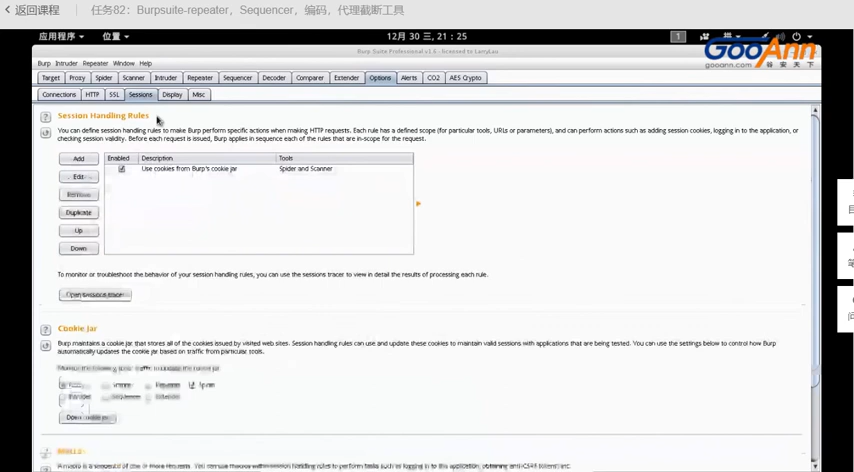 返回课程 任务82：Burpsuite-repeater，Sequencer，编码，代理截断工具
应用程序 位置 12月 30 三, 21：25 1
Burp Suite Professional v1.6 - licensed to LarryLau
GooAnn
gooann.com 谷安天下
Burp Intruder Repeater Window Help
Target Proxy Spider Scanner Intruder Repeater Sequencer Decoder Comparer Extender Options Alerts CO2 AES Crypto
Connections HTTP SSL Sessions Display Misc
Session Handling Rules
You can define session handling rules to make Burp perform specific actions when making HTTP requests. Each rule has a defined scope (for particular tools, URLs or parameters), and can perform actions such as adding session cookies, logging in to the application, or
checking session validity. Before each request is issued, Burp applies in sequence each of the rules that are in-scope for the request.
Add Enabled Description Tools
Use cookies from Burp's cookie jar Spider and Scanner
Edit
Remove
Duplicate
Up
Down
To monitor or troubleshoot the behavior of your session handling rules, you can use the sessions tracer to view in detail the results of processing each rule.
Open sessions tracer
Cookie Jar
Burp maintains a cookie jar that stores all of the cookies issued by visited web sites. Session handling rules can use and update these cookies to maintain valid sessions with applications that are being tested. You can use the settings below to control how Burp
automatically updates the cookie jar based on traffic from particular tools.